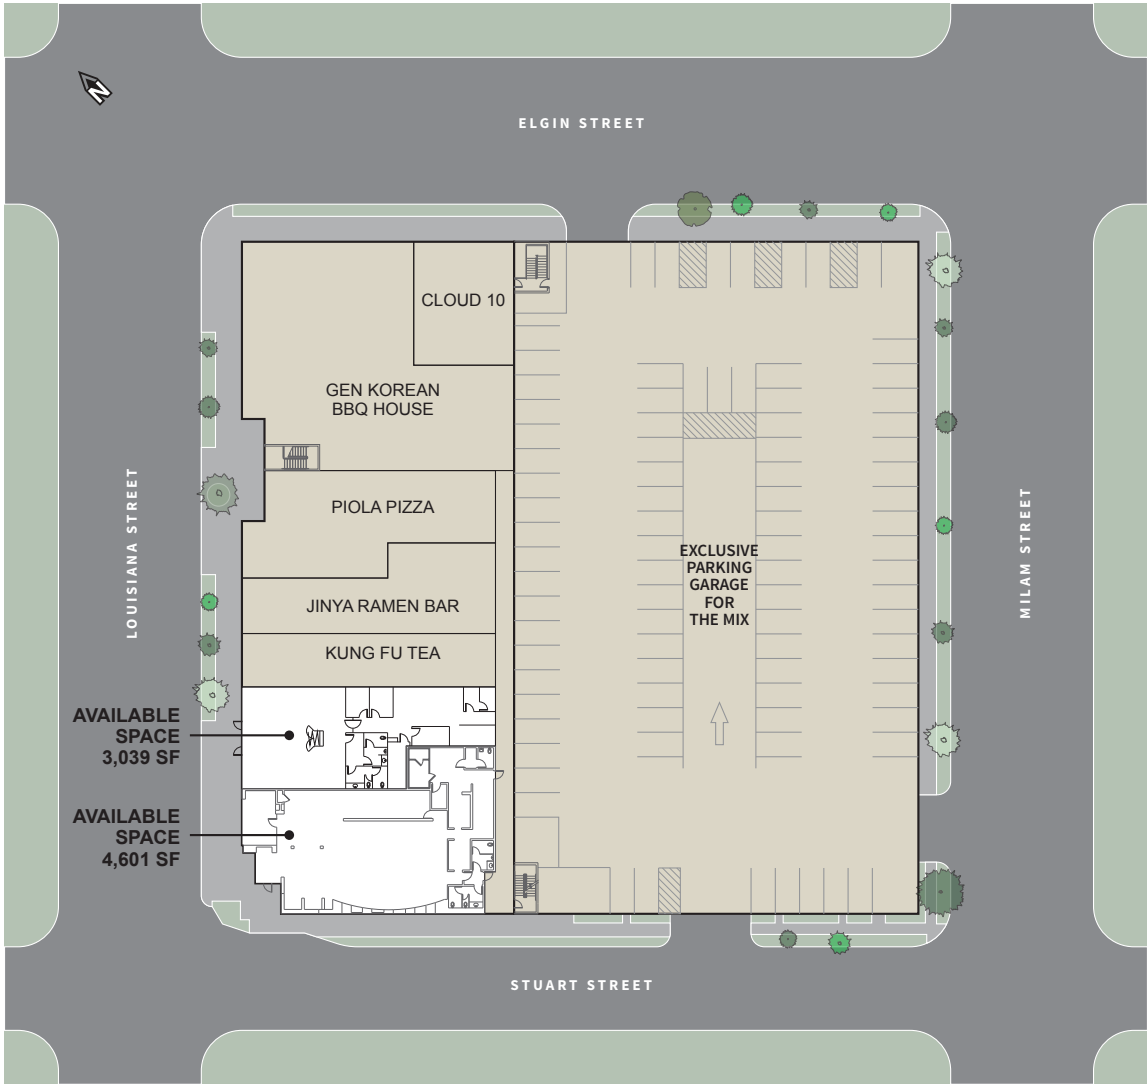 N
ELGIN STREET
CLOUD 10
GEN KOREAN
BBQ HOUSE
PIOLA PIZZA
LOUISIANA STREET
MILAM STREET
EXCLUSIVE
PARKING
GARAGE
FOR
THE MIX
JINYA RAMEN BAR
KUNG FU TEA
AVAILABLE
SPACE
3,039 SF
AVAILABLE
SPACE
4,601 SF
STUART STREET